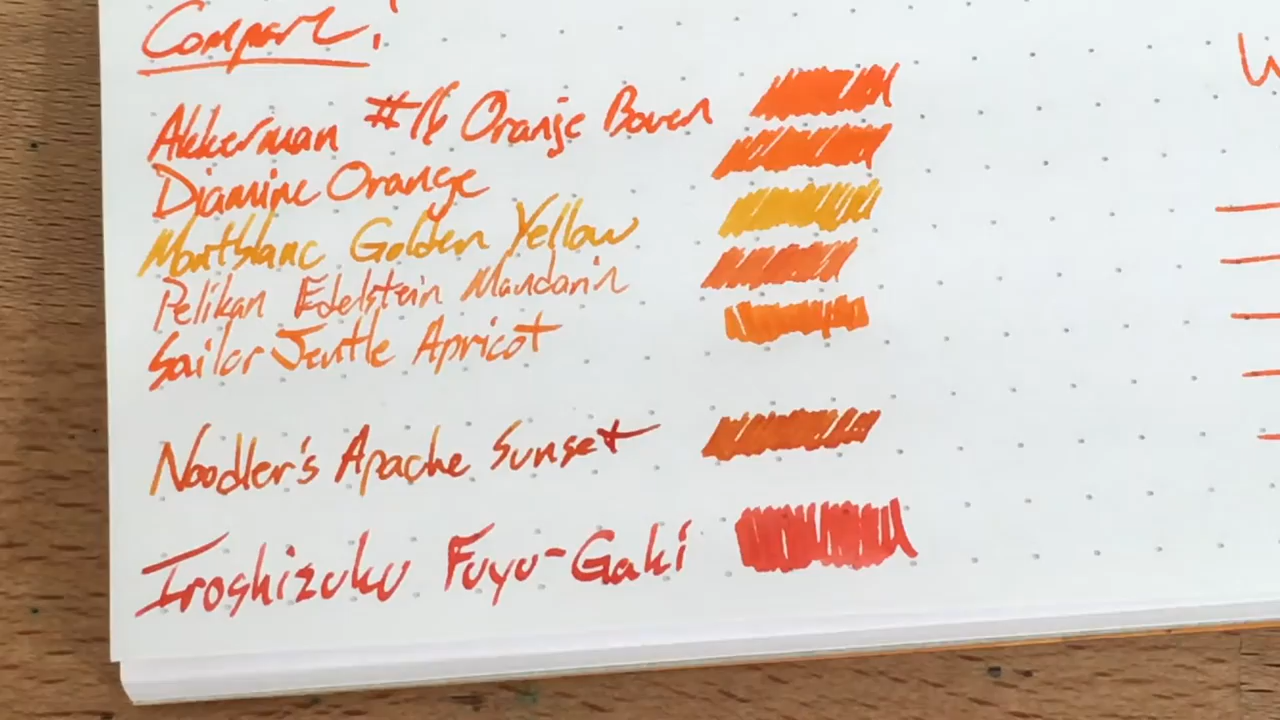 Compare!
Akkerman #16 Oranje Boven
Diamine Orange
Montblanc Golden Yellow
Pelikan Edelstein Mandarin
Sailor Jentle Apricot
Noodler's Apache Sunset
Iroshizuku Fuyu-Gaki